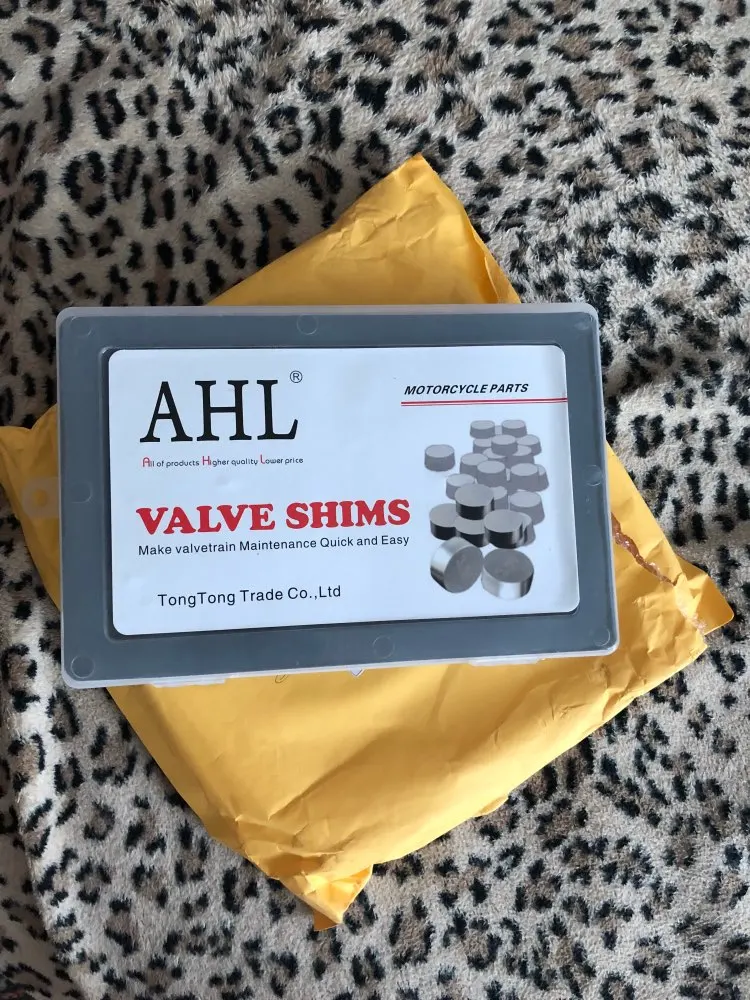 AHL®
MOTORCYCLE PARTS
All of products Higher quality Lower price
VALVE SHIMS
Make valvetrain Maintenance Quick and Easy
TongTong Trade Co.,Ltd